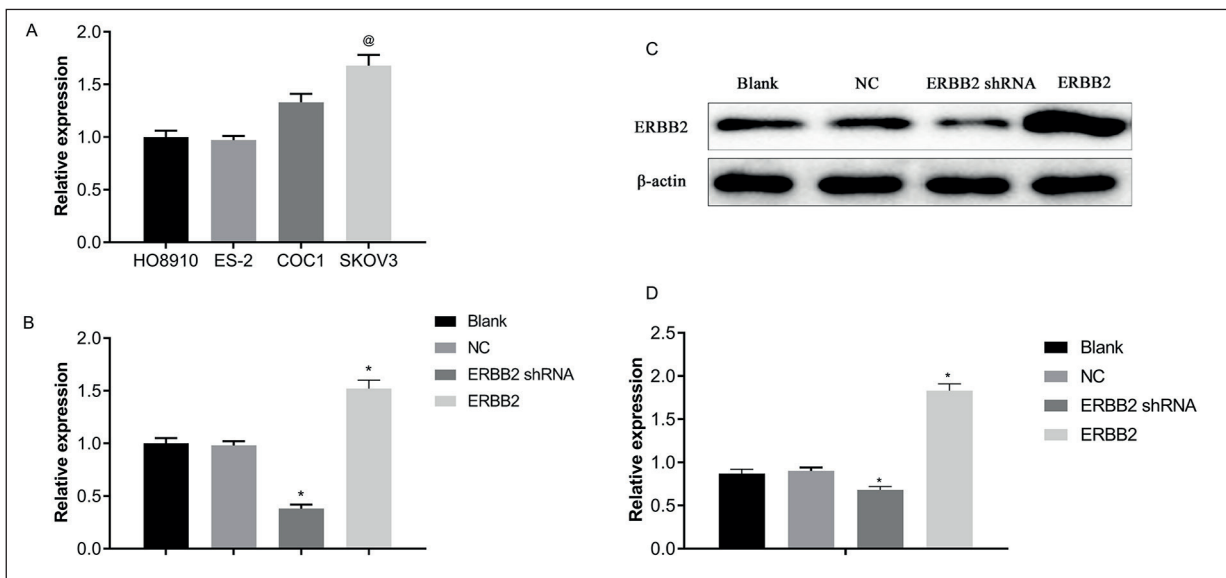 A
Relative expression
2.0
1.5
1.0
0.5
0.0
@
HO8910 ES-2 COC1 SKOV3
C
Blank NC ERBB2 shRNA ERBB2
ERBB2
β-actin
B
Relative expression
2.0
1.5
1.0
0.5
0.0
*
*
Blank
NC
ERBB2 shRNA
ERBB2
D
Relative expression
2.5
2.0
1.5
1.0
0.5
0.0
*
*
Blank
NC
ERBB2 shRNA
ERBB2